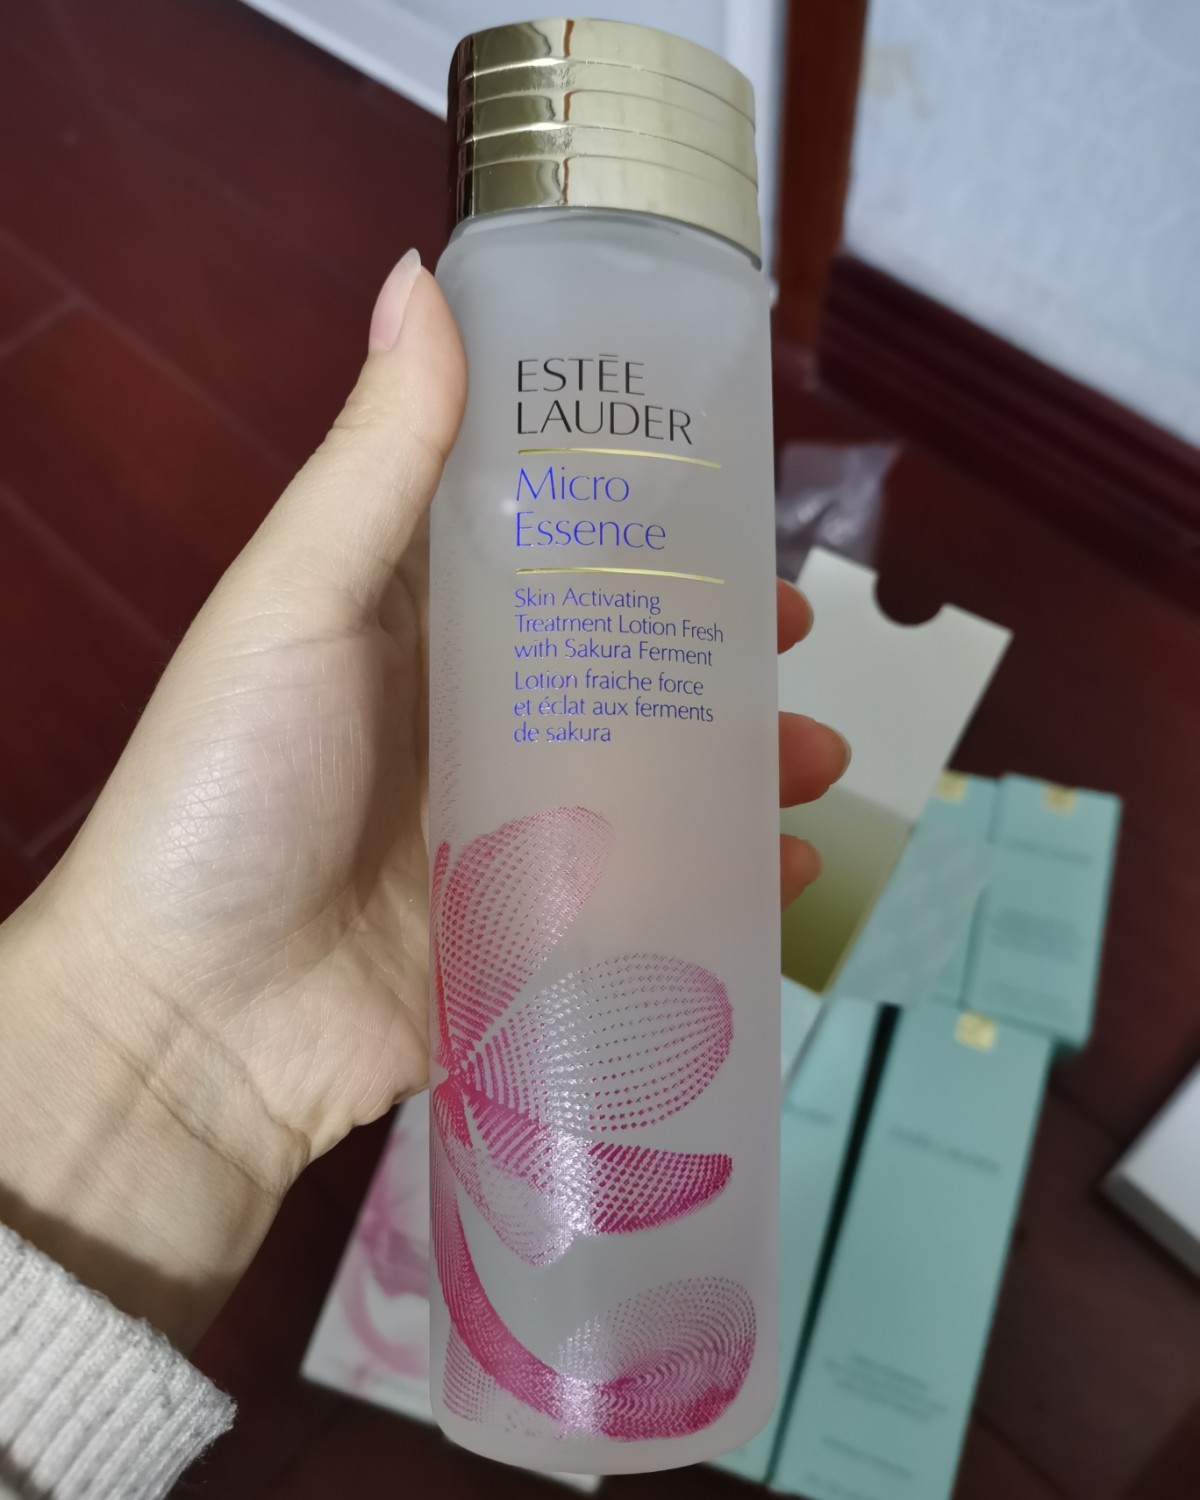 ESTĒE
LAUDER
Micro
Essence
Skin Activating
Treatment Lotion Fresh
with Sakura Ferment
Lotion fraiche force
et éclat aux ferments
de sakura